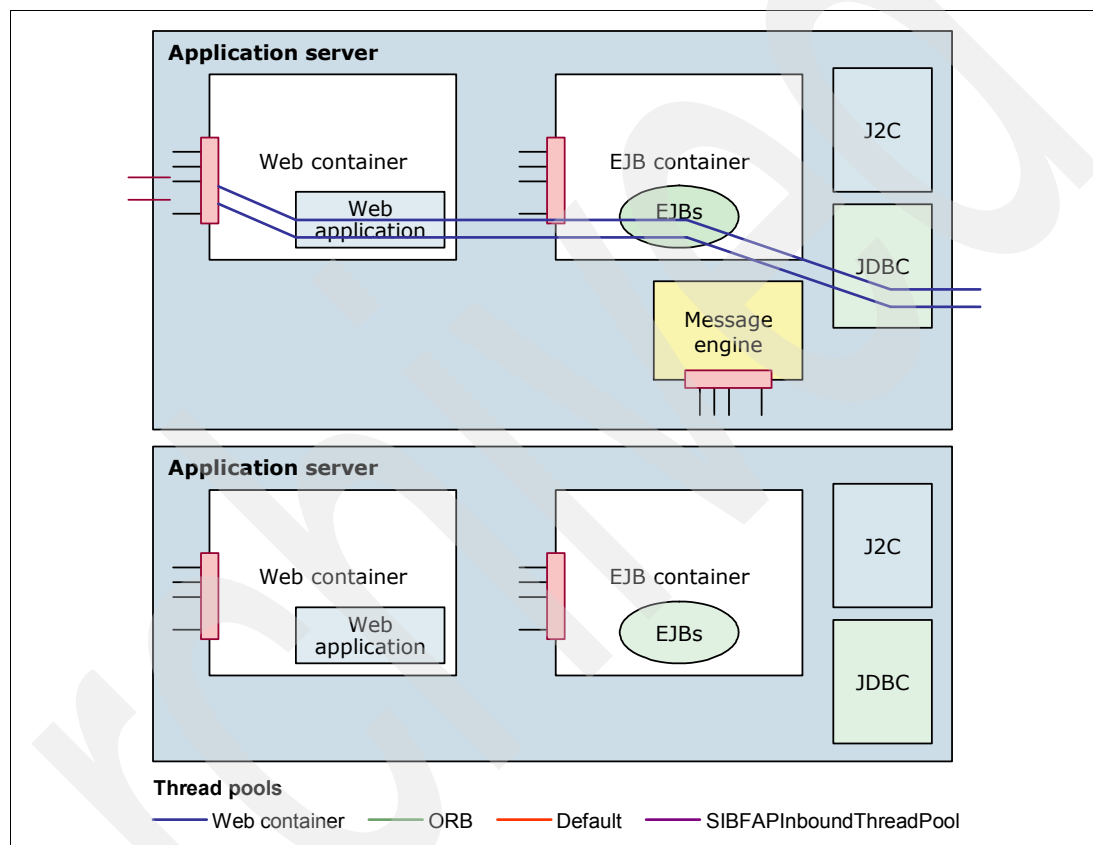 Application server
Web container
EJB container
J2C
Web
application
EJBs
JDBC
Message
engine
Application server
Web container
EJB container
J2C
Web
application
EJBs
JDBC
Thread pools
Web container
ORB
Default
SIBFAPInboundThreadPool